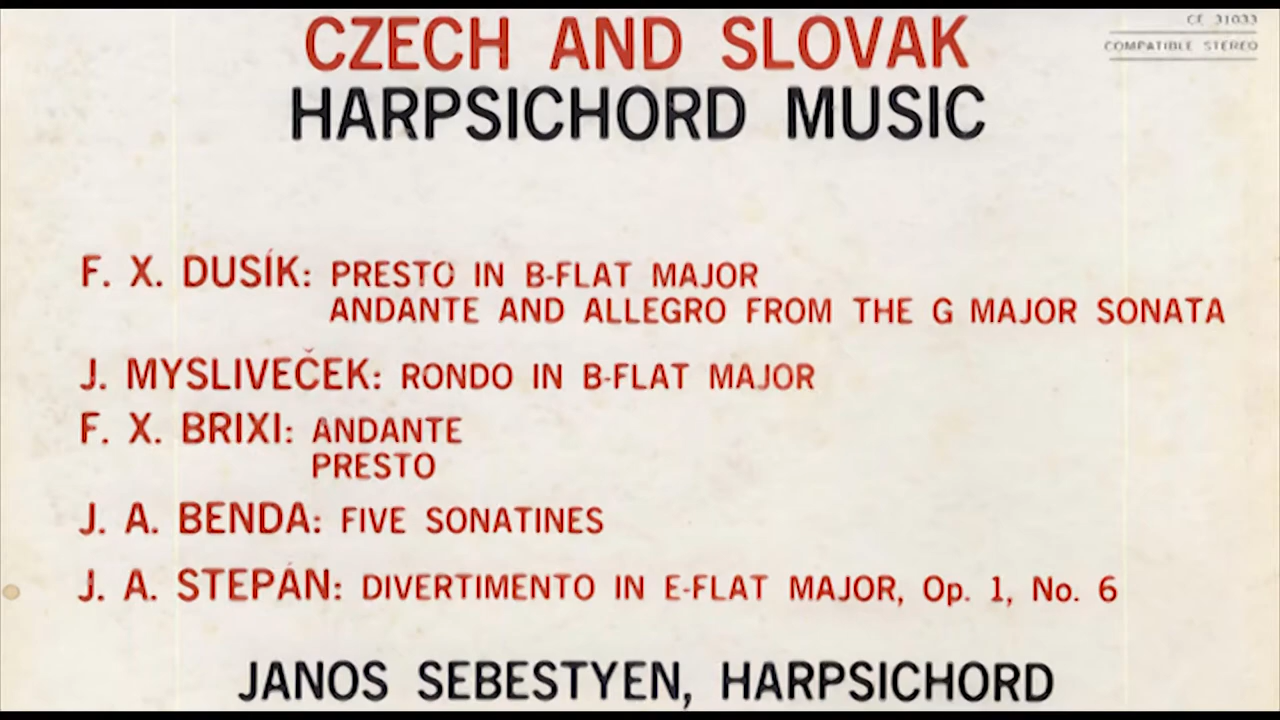 CE 31033
COMPATIBLE STEREO
CZECH AND SLOVAK
HARPSICHORD MUSIC
F. X. DUSÍK: PRESTO IN B-FLAT MAJOR
ANDANTE AND ALLEGRO FROM THE G MAJOR SONATA
J. MYSLIVEČEK: RONDO IN B-FLAT MAJOR
F. X. BRIXI: ANDANTE
PRESTO
J. A. BENDA: FIVE SONATINES
J. A. STEPÁN: DIVERTIMENTO IN E-FLAT MAJOR, Op. 1, No. 6
JANOS SEBESTYEN, HARPSICHORD